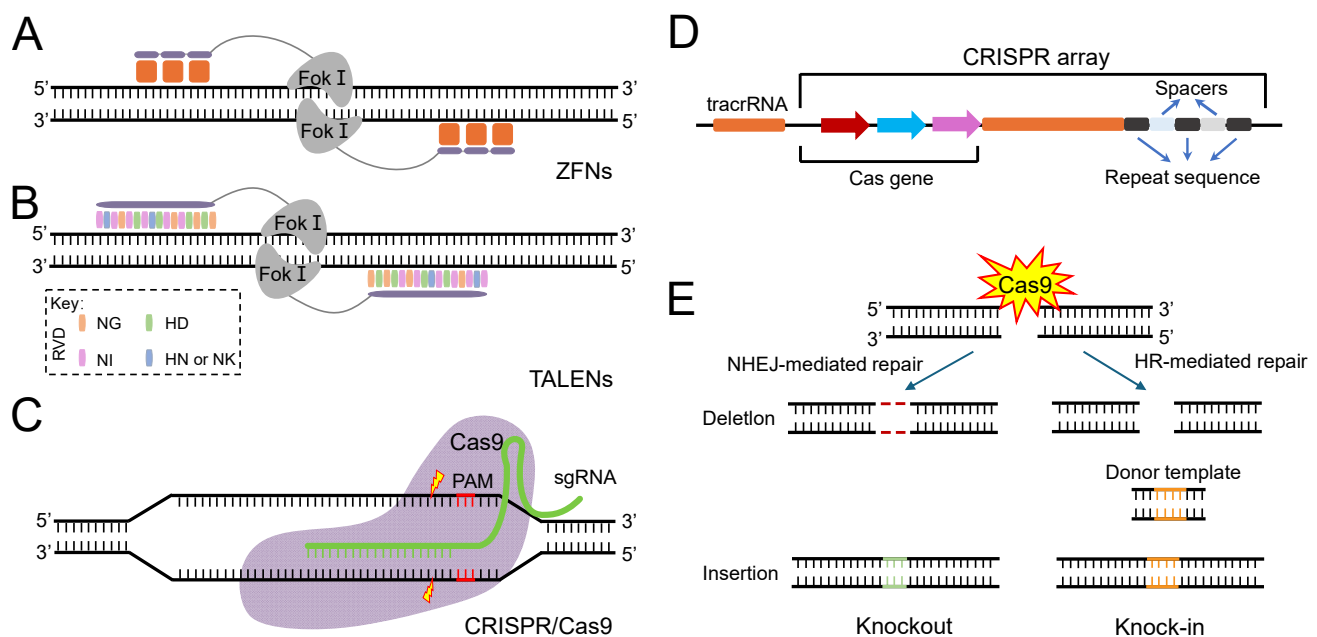 A
Fok I
5’
3’
3’
Fok I
5’
ZFNs
B
Fok I
5’
3’
3’
Fok I
5’
Key:
RVD
NG
HD
NI
HN or NK
TALENs
C
Cas9
PAM
sgRNA
5’
3’
3’
5’
CRISPR/Cas9
D
CRISPR array
Spacers
tracrRNA
Cas gene
Repeat sequence
E
Cas9
5’
3’
3’
5’
NHEJ-mediated repair
HR-mediated repair
Deletlon
Donor template
Insertion
Knockout
Knock-in